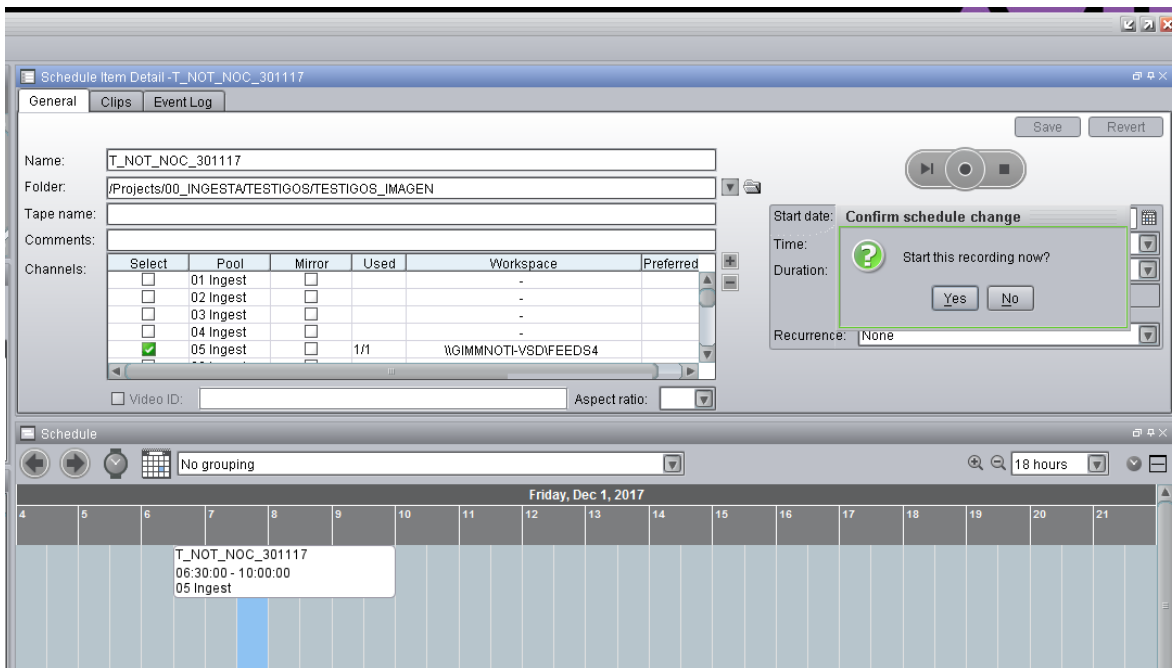 Schedule Item Detail -T_NOT_NOC_301117
General Clips Event Log
Save Revert
Name: T_NOT_NOC_301117
Folder: /Projects/00_INGESTA/TESTIGOS/TESTIGOS_IMAGEN
Tape name:
Comments:
Channels:
Select Pool Mirror Used Workspace Preferred
01 Ingest -
02 Ingest -
03 Ingest -
04 Ingest -
05 Ingest 1/1 \\GIMMNOTI-VSD\FEEDS4
Video ID: Aspect ratio:
Start date:
Time:
Duration:
Recurrence: None
Confirm schedule change
Start this recording now?
Yes No
Schedule
No grouping 18 hours
Friday, Dec 1, 2017
4 5 6 7 8 9 10 11 12 13 14 15 16 17 18 19 20 21
T_NOT_NOC_301117
06:30:00 - 10:00:00
05 Ingest